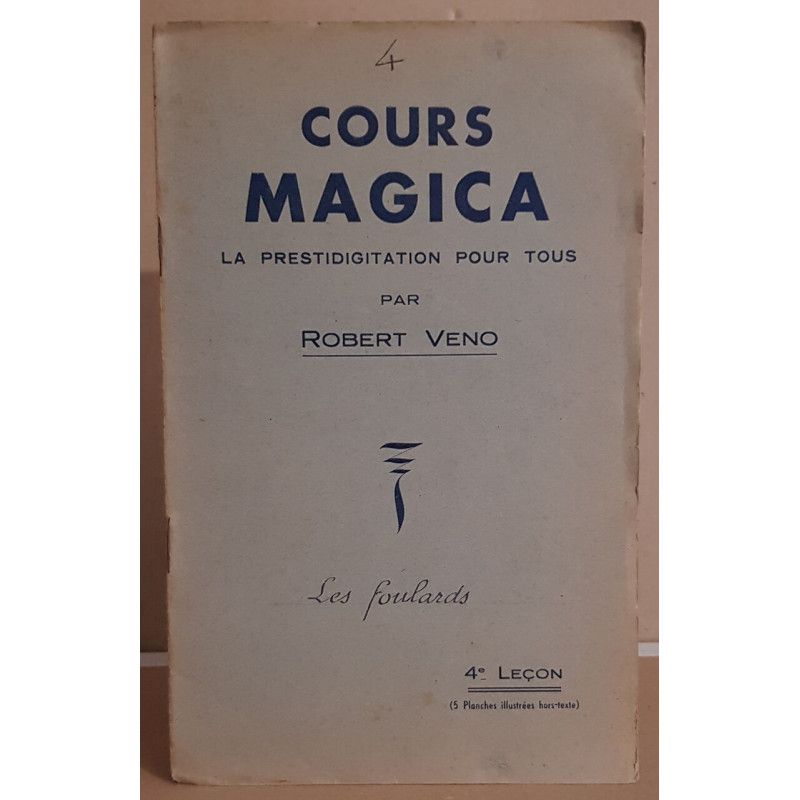 4
COURS
MAGICA
LA PRESTIDIGITATION POUR TOUS
PAR
ROBERT VENO
Les foulards
4e LEÇON
(5 Planches illustrées hors-texte)